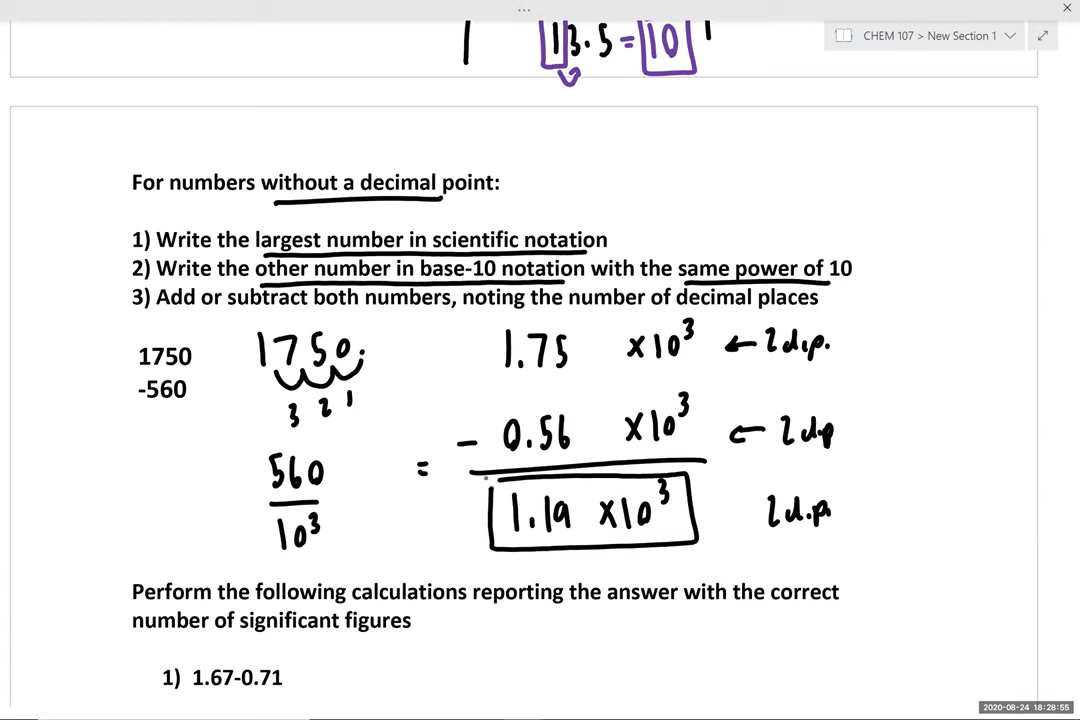 ...
13.5 = 10
CHEM 107 > New Section 1
For numbers without a decimal point:
1) Write the largest number in scientific notation
2) Write the other number in base-10 notation with the same power of 10
3) Add or subtract both numbers, noting the number of decimal places
1750
-560
1750.
3 2 1
1.75 ×10³ ← 2 d.p.
- 0.56 ×10³ ← 2 d.p
560
10³
= 1.19 ×10³ 2 d.p.
Perform the following calculations reporting the answer with the correct
number of significant figures
1) 1.67-0.71
2020-08-24 18:28:55